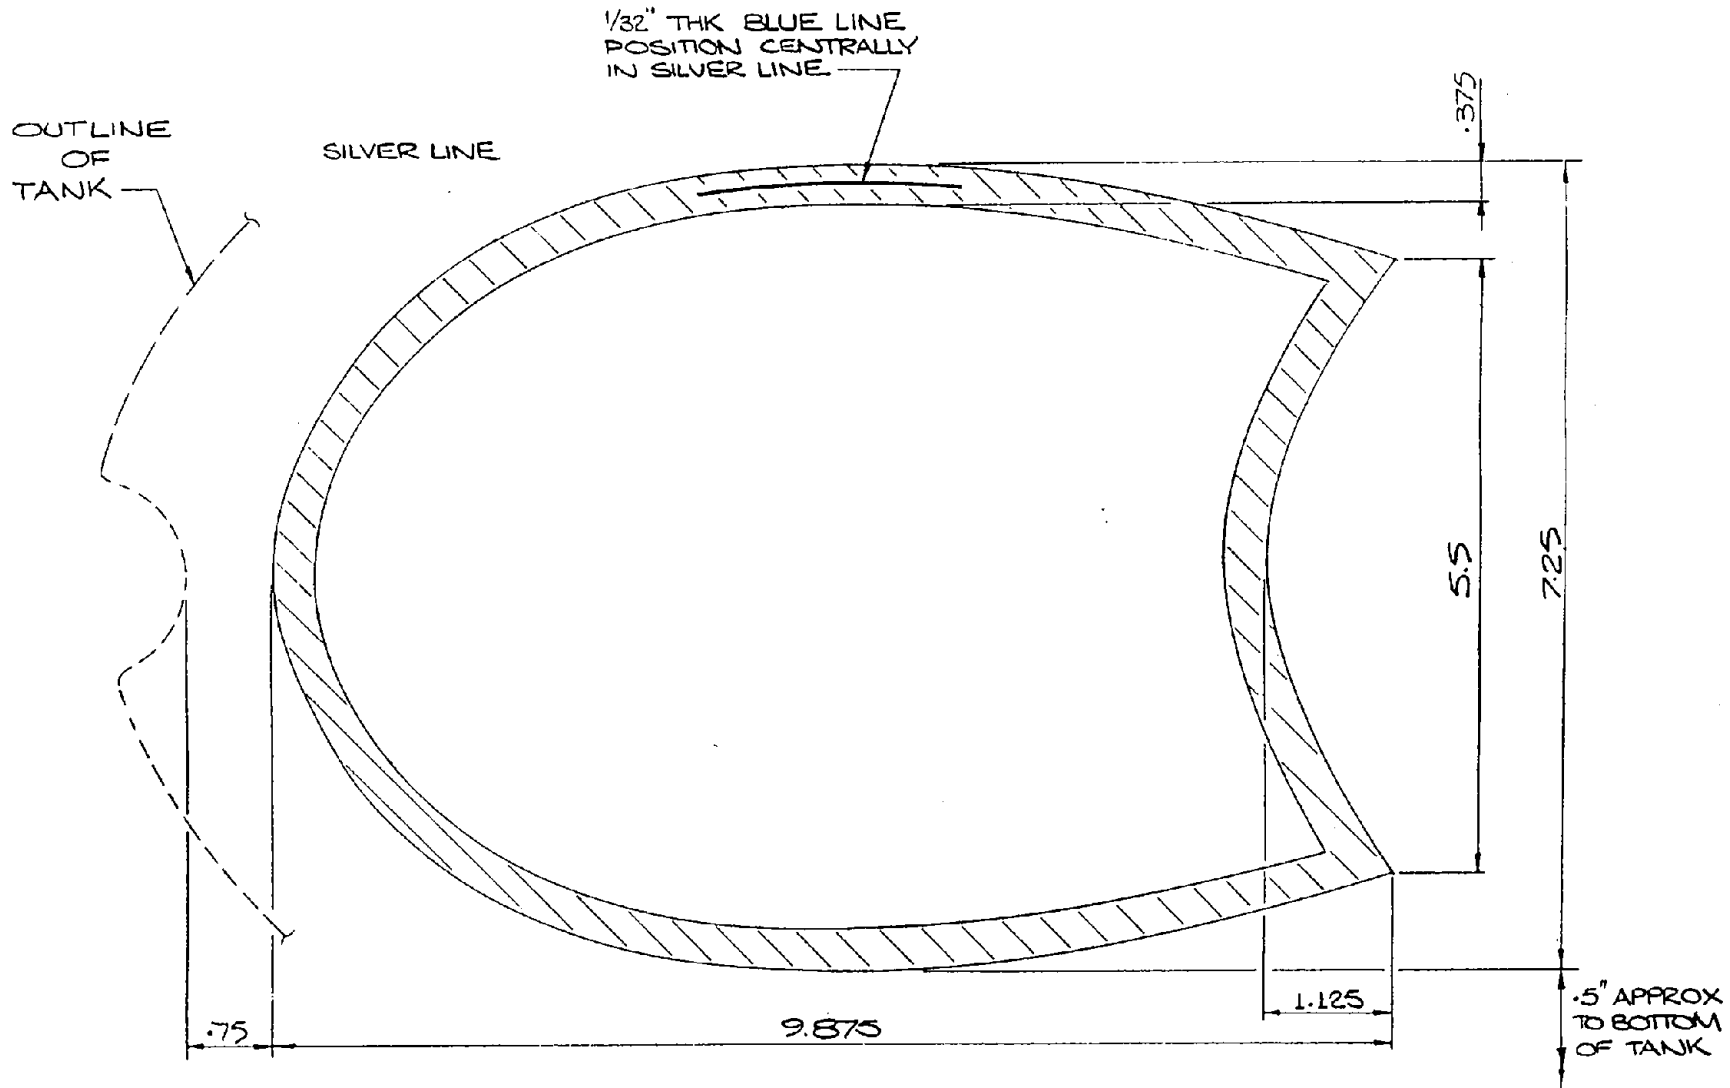 1/32" THK BLUE LINE
POSITION CENTRALLY
IN SILVER LINE
OUTLINE
OF
TANK
SILVER LINE
.375
5.5
7.25
1.125
.75
9.875
.5" APPROX
TO BOTTOM
OF TANK